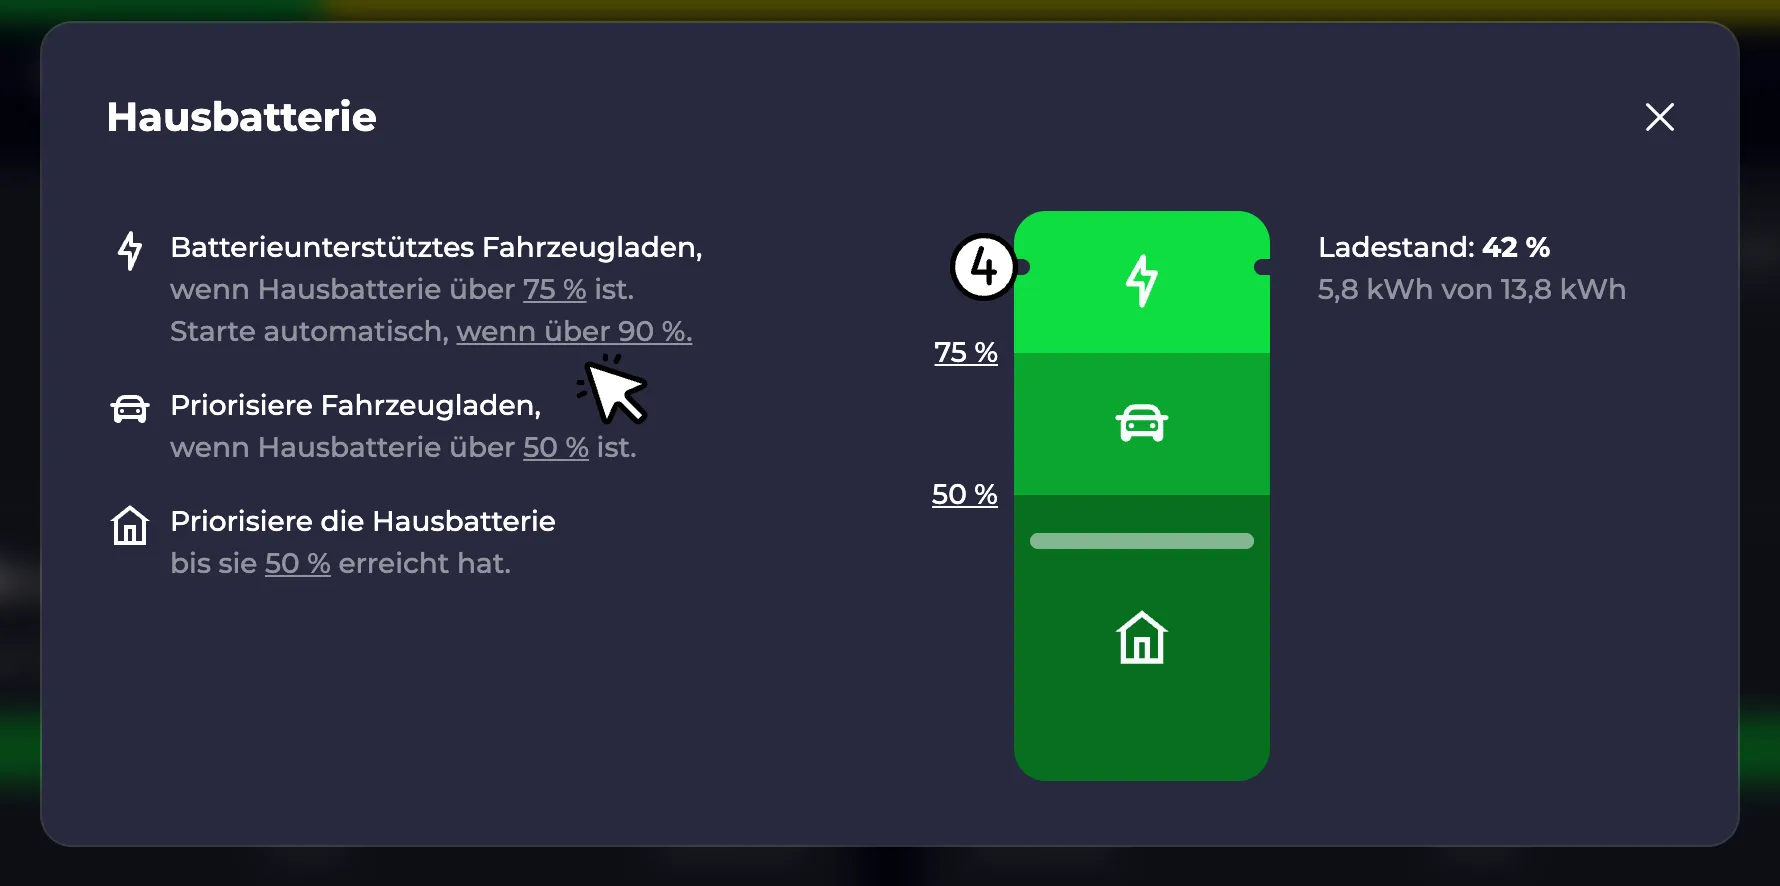 Hausbatterie
Batterieunterstütztes Fahrzeugladen,
wenn Hausbatterie über 75 % ist.
Starte automatisch, wenn über 90 %.
Priorisiere Fahrzeugladen,
wenn Hausbatterie über 50 % ist.
Priorisiere die Hausbatterie
bis sie 50 % erreicht hat.
4
75 %
50 %
Ladestand: 42 %
5,8 kWh von 13,8 kWh